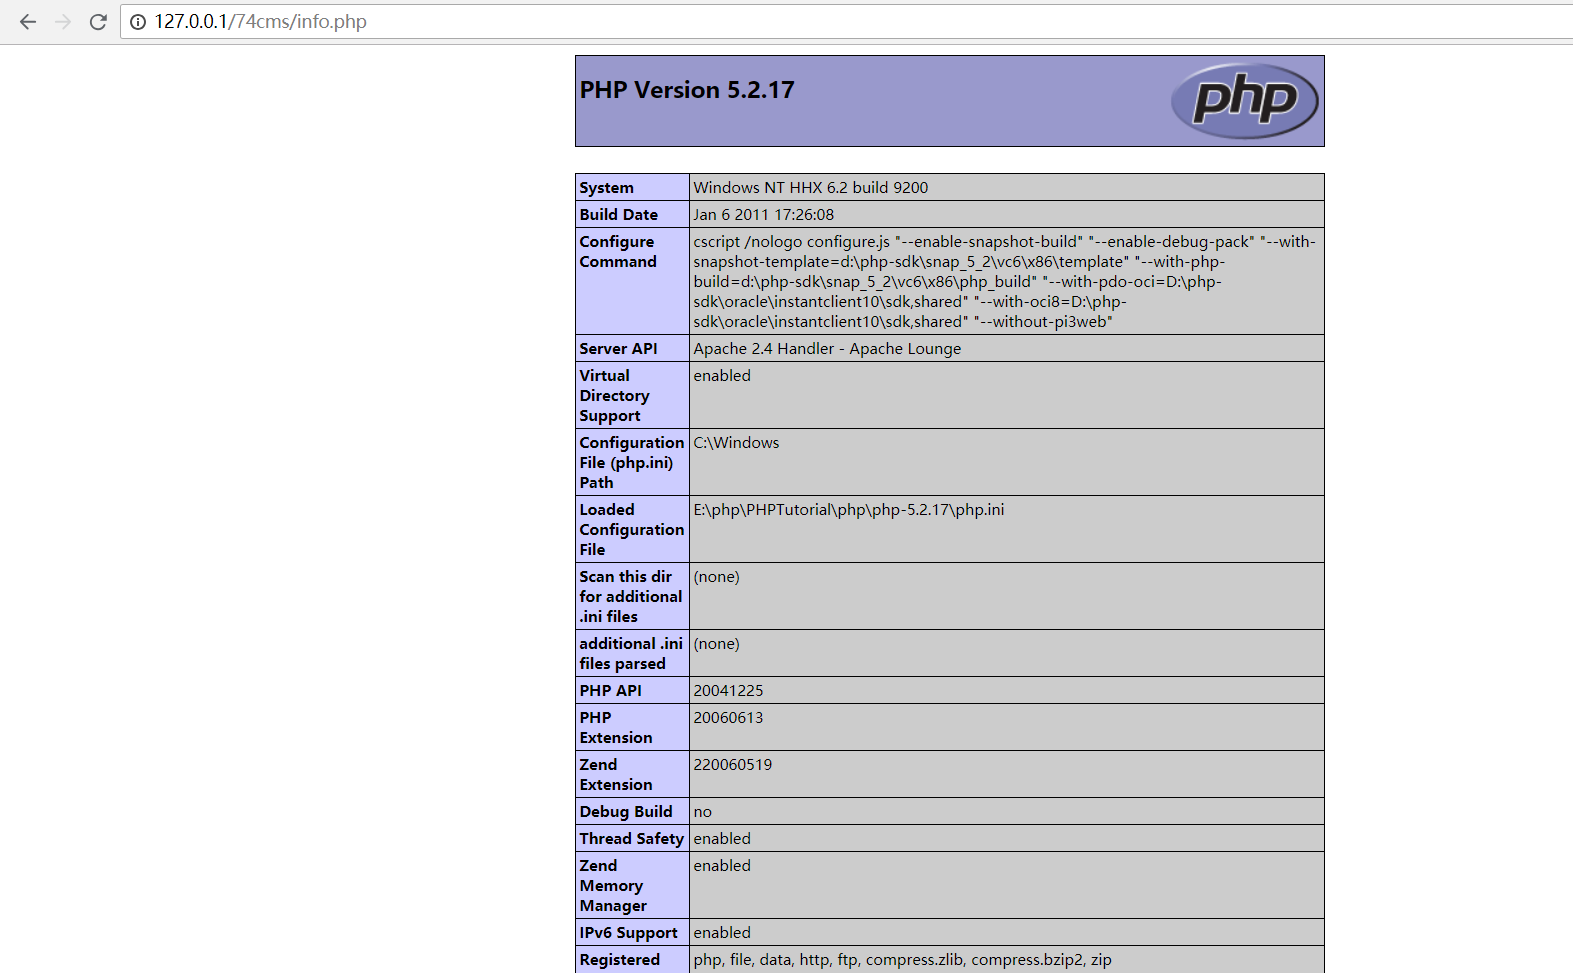 127.0.0.1/74cms/info.php
PHP Version 5.2.17
php
System
Windows NT HHX 6.2 build 9200
Build Date
Jan 6 2011 17:26:08
Configure
Command
cscript /nologo configure.js "--enable-snapshot-build" "--enable-debug-pack" "--with-
snapshot-template=d:\php-sdk\snap_5_2\vc6\x86\template" "--with-php-
build=d:\php-sdk\snap_5_2\vc6\x86\php_build" "--with-pdo-oci=D:\php-
sdk\oracle\instantclient10\sdk,shared" "--with-oci8=D:\php-
sdk\oracle\instantclient10\sdk,shared" "--without-pi3web"
Server API
Apache 2.4 Handler - Apache Lounge
Virtual
Directory
Support
enabled
Configuration
File (php.ini)
Path
C:\Windows
Loaded
Configuration
File
E:\php\PHPTutorial\php\php-5.2.17\php.ini
Scan this dir
for additional
.ini files
(none)
additional .ini
files parsed
(none)
PHP API
20041225
PHP
Extension
20060613
Zend
Extension
220060519
Debug Build
no
Thread Safety
enabled
Zend
Memory
Manager
enabled
IPv6 Support
enabled
Registered
php, file, data, http, ftp, compress.zlib, compress.bzip2, zip